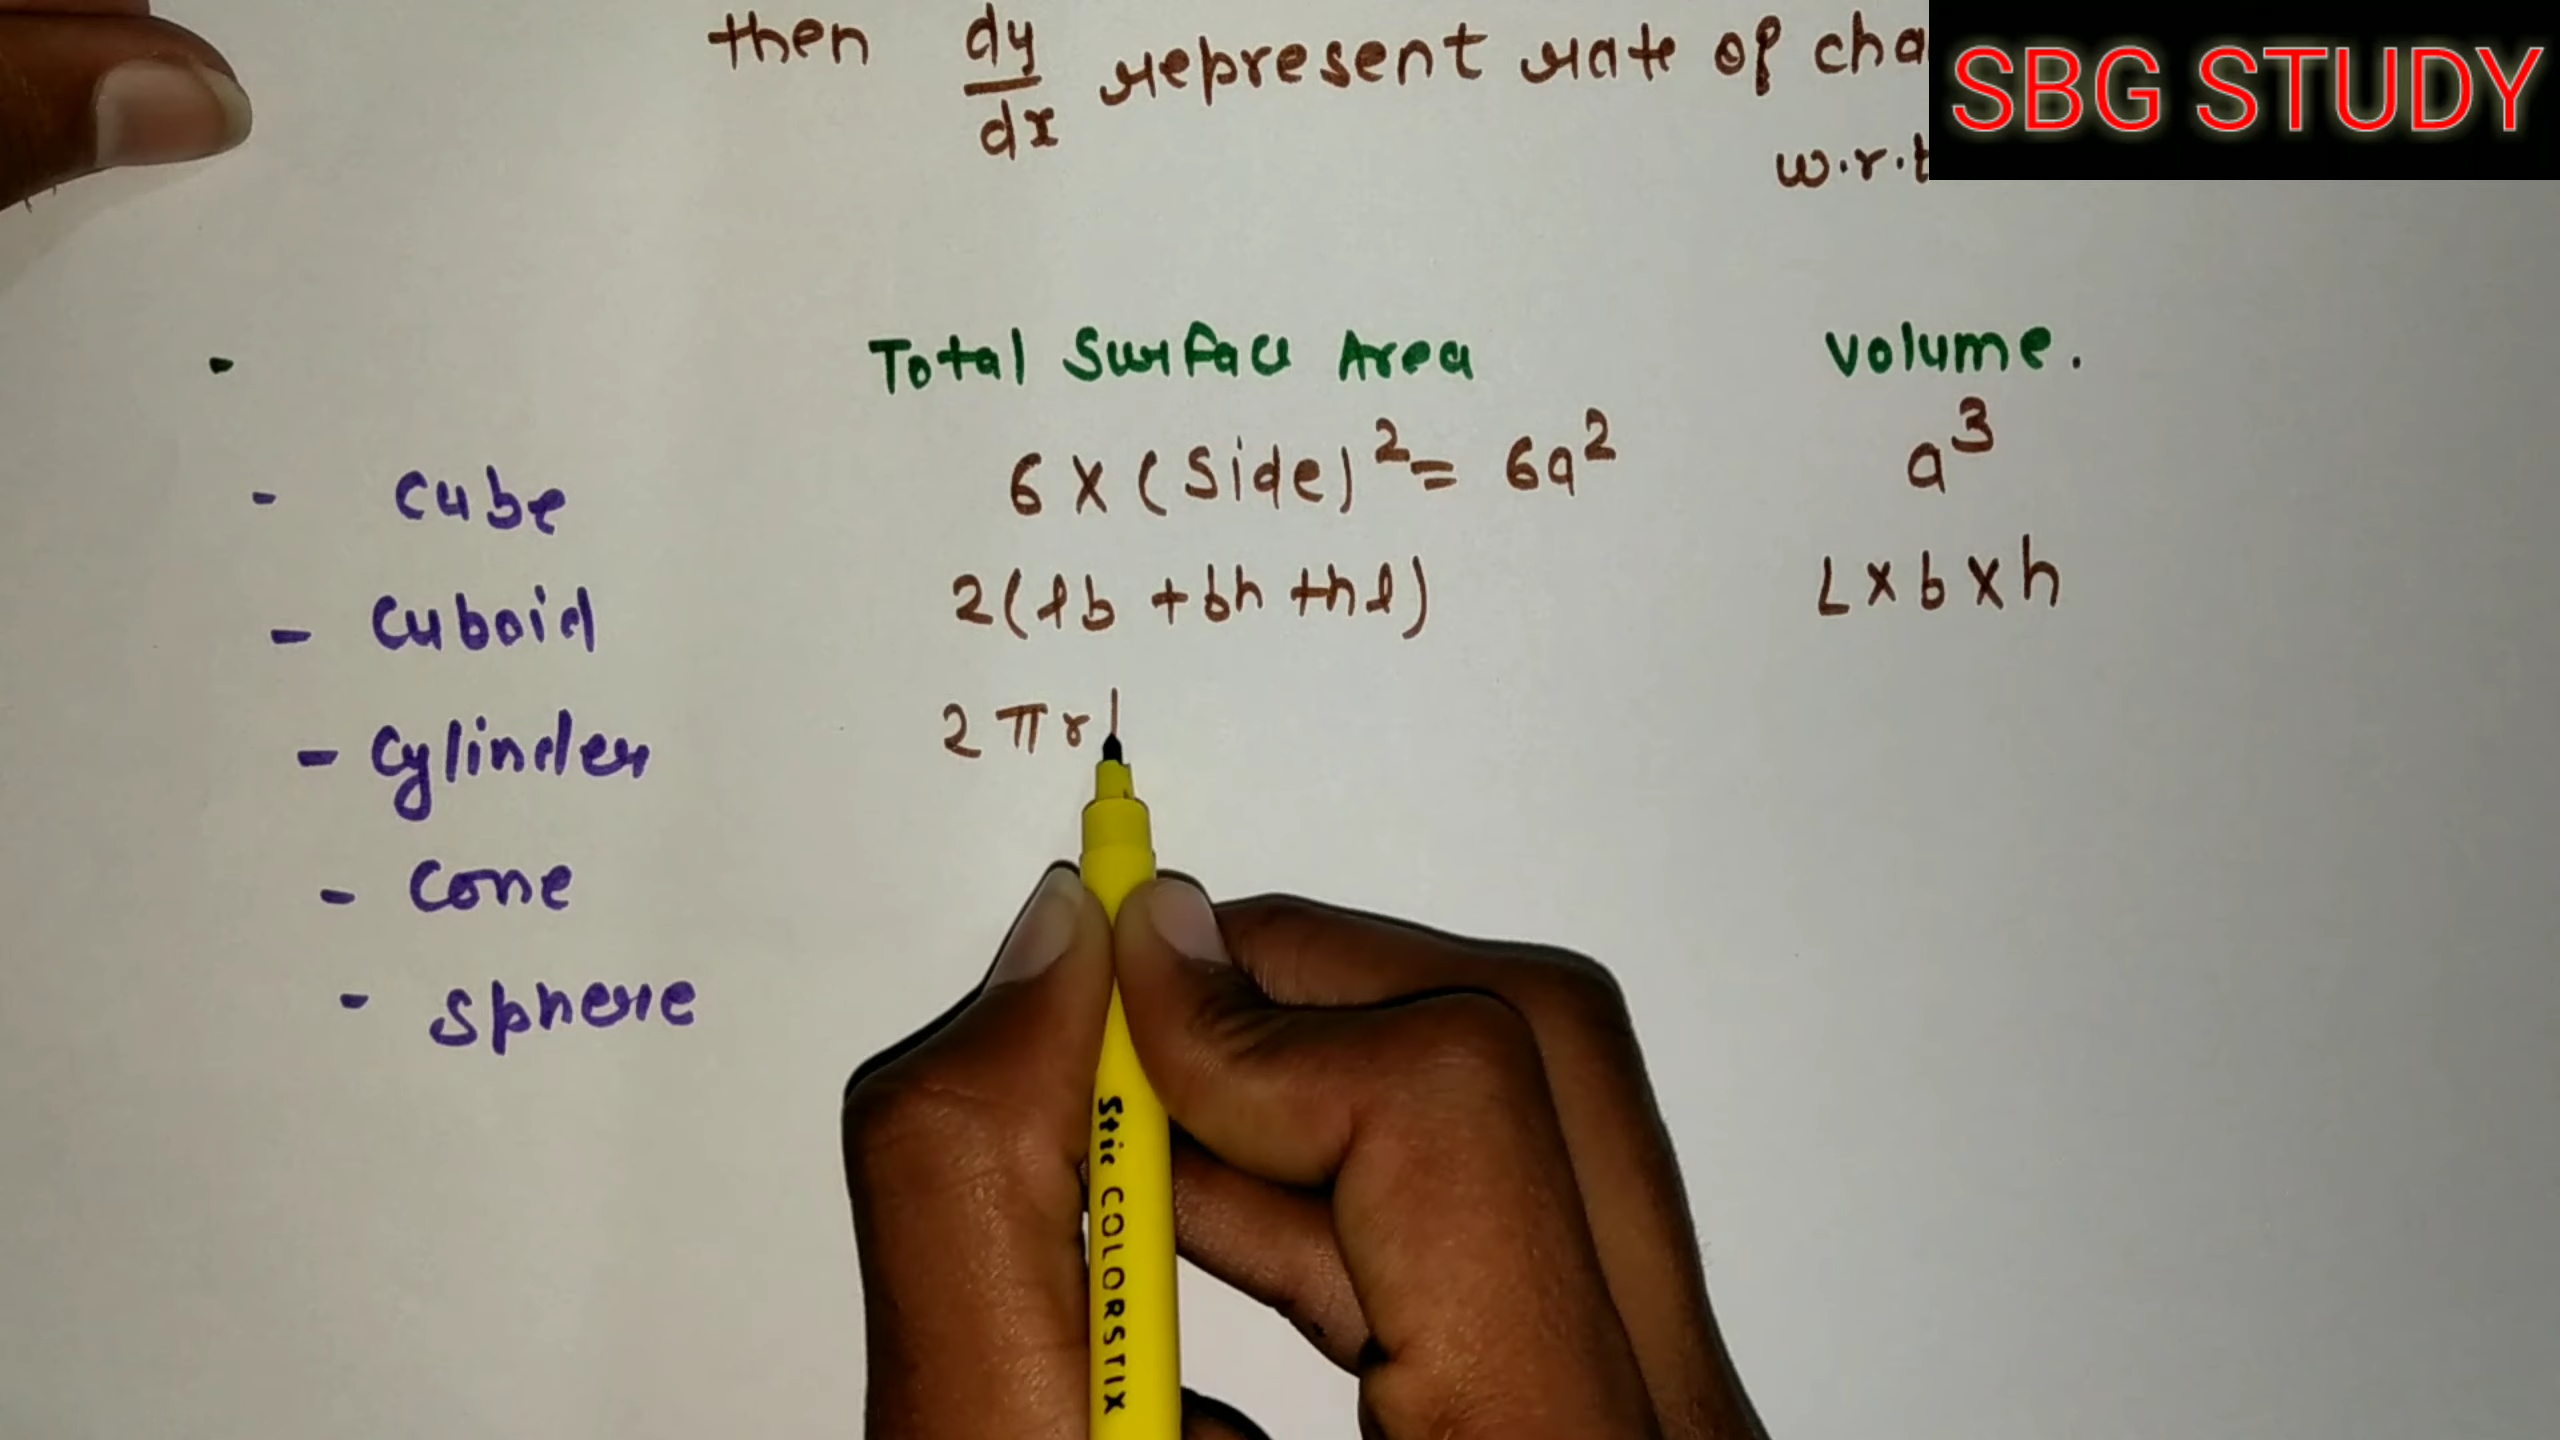 then dy/dx represent rate of cha
SBG STUDY
w.r.t
Total Surface Area Volume.
- Cube 6 × (Side)² = 6a² a³
- Cuboid 2(lb + bh + hl) L × b × h
- Cylinder 2πr
- Cone
- Sphere
Stic COLORSTIX